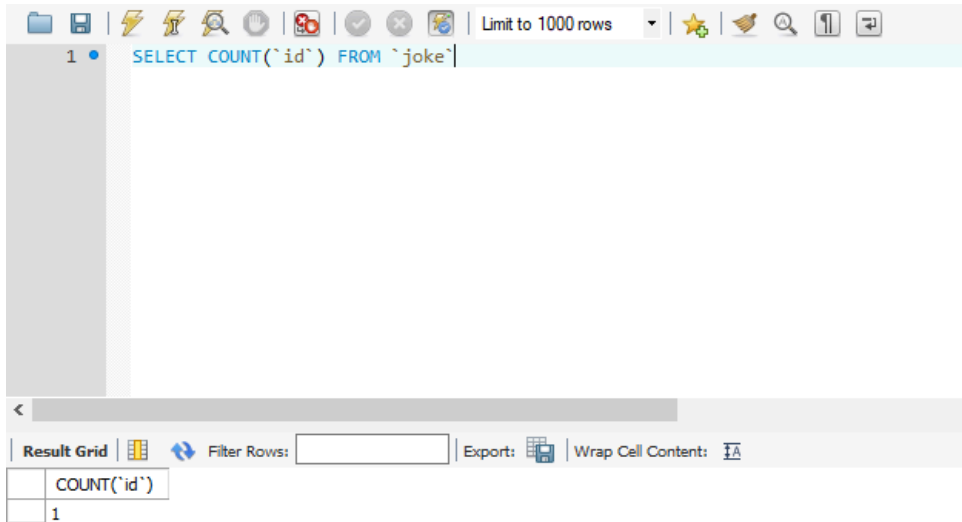 Limit to 1000 rows
1 SELECT COUNT(`id`) FROM `joke`
Result Grid Filter Rows: Export: Wrap Cell Content: IA
COUNT(`id`)
1